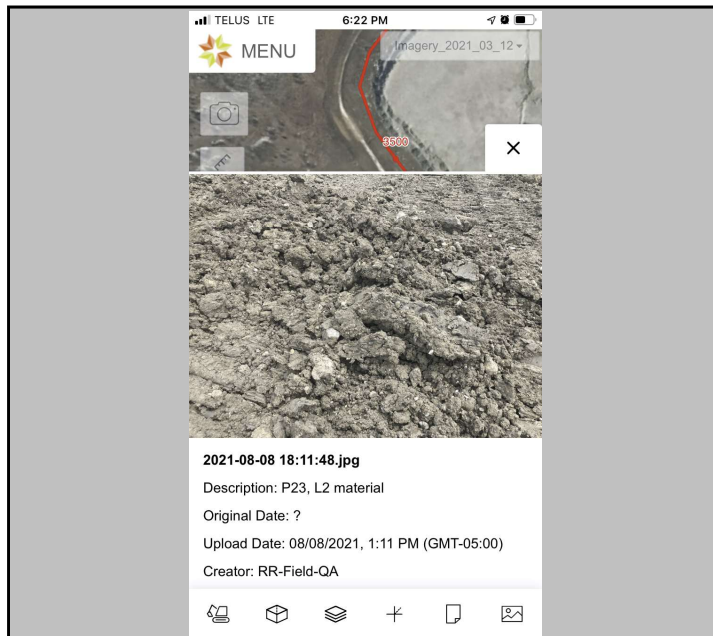 TELUS LTE 6:22 PM
MENU
Imagery_2021_03_12
3500
2021-08-08 18:11:48.jpg
Description: P23, L2 material
Original Date: ?
Upload Date: 08/08/2021, 1:11 PM (GMT-05:00)
Creator: RR-Field-QA